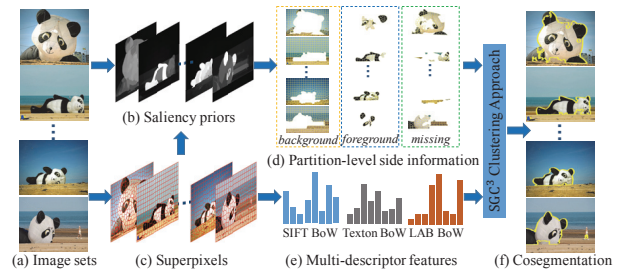 (b) Saliency priors
background
foreground
missing
(d) Partition-level side information
SGC³ Clustering Approach
SIFT BoW
Texton BoW
LAB BoW
(a) Image sets
(c) Superpixels
(e) Multi-descriptor features
(f) Cosegmentation